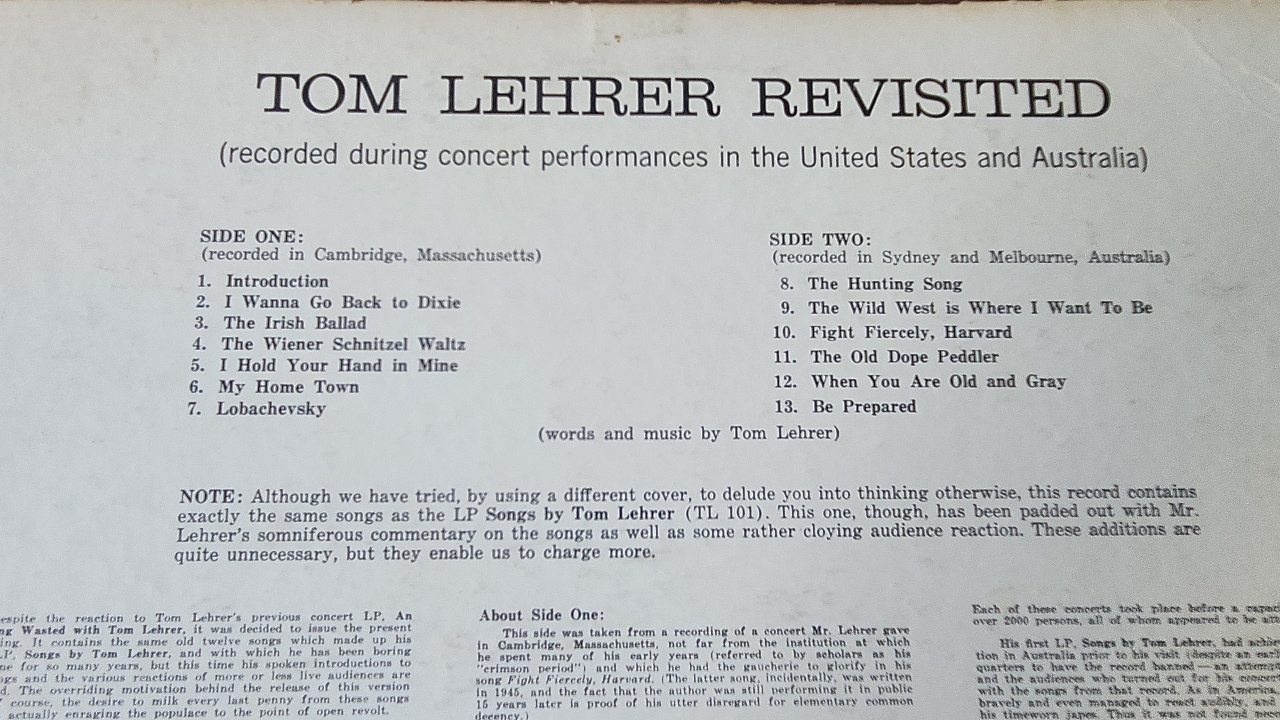 TOM LEHRER REVISITED
(recorded during concert performances in the United States and Australia)
SIDE ONE:
(recorded in Cambridge, Massachusetts)
1. Introduction
2. I Wanna Go Back to Dixie
3. The Irish Ballad
4. The Wiener Schnitzel Waltz
5. I Hold Your Hand in Mine
6. My Home Town
7. Lobachevsky
SIDE TWO:
(recorded in Sydney and Melbourne, Australia)
8. The Hunting Song
9. The Wild West is Where I Want To Be
10. Fight Fiercely, Harvard
11. The Old Dope Peddler
12. When You Are Old and Gray
13. Be Prepared
(words and music by Tom Lehrer)
NOTE: Although we have tried, by using a different cover, to delude you into thinking otherwise, this record contains
exactly the same songs as the LP Songs by Tom Lehrer (TL 101). This one, though, has been padded out with Mr.
Lehrer's somniferous commentary on the songs as well as some rather cloying audience reaction. These additions are
quite unnecessary, but they enable us to charge more.
espite the reaction to Tom Lehrer's previous concert LP, An
ng Wasted with Tom Lehrer, it was decided to issue the present
ing. It contains the same old twelve songs which made up his
LP, Songs by Tom Lehrer, and with which he has been boring
ne for so many years, but this time his spoken introductions to
ngs and the various reactions of more or less live audiences are
d. The overriding motivation behind the release of this version
course, the desire to milk every last penny from these songs
actually enraging the populace to the point of open revolt.
About Side One:
This side was taken from a recording of a concert Mr. Lehrer gave
in Cambridge, Massachusetts, not far from the institution at which
he spent many of his early years (referred to by scholars as his
"crimson period") and which he had the gaucherie to glorify in his
song Fight Fiercely, Harvard. (The latter song, incidentally, was written
in 1945, and the fact that the author was still performing it in public
15 years later is proof of his utter disregard for elementary common
decency.)
Each of these concerts took place before a capac
over 2000 persons, all of whom appeared to be att
His first LP, Songs by Tom Lehrer, had achie
tion in Australia prior to his visit (despite an earl
quarters to have the record banned—an attempt
and the audiences who turned out for his concert
with the songs from that record. As in America,
bravely and even managed to react audibly, and
his timeworn japes. Thus it was not found nece